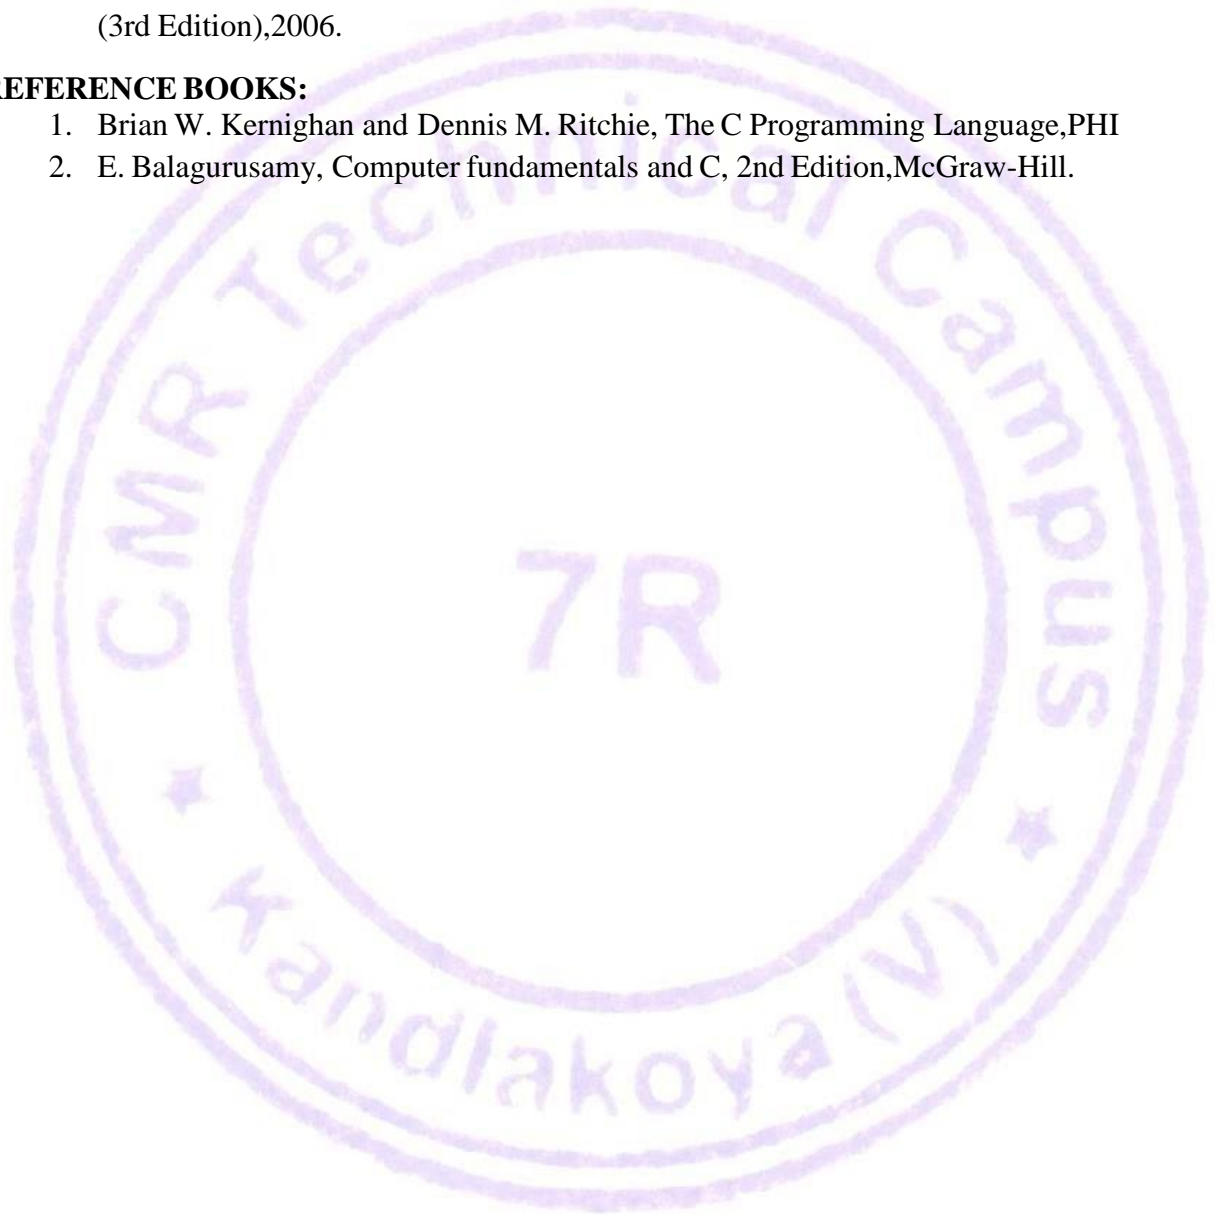 (3rd Edition),2006.
REFERENCE BOOKS:
1. Brian W. Kernighan and Dennis M. Ritchie, The C Programming Language,PHI
2. E. Balagurusamy, Computer fundamentals and C, 2nd Edition,McGraw-Hill.
CMR Technical Campus
7R
Kandlakoya (V)